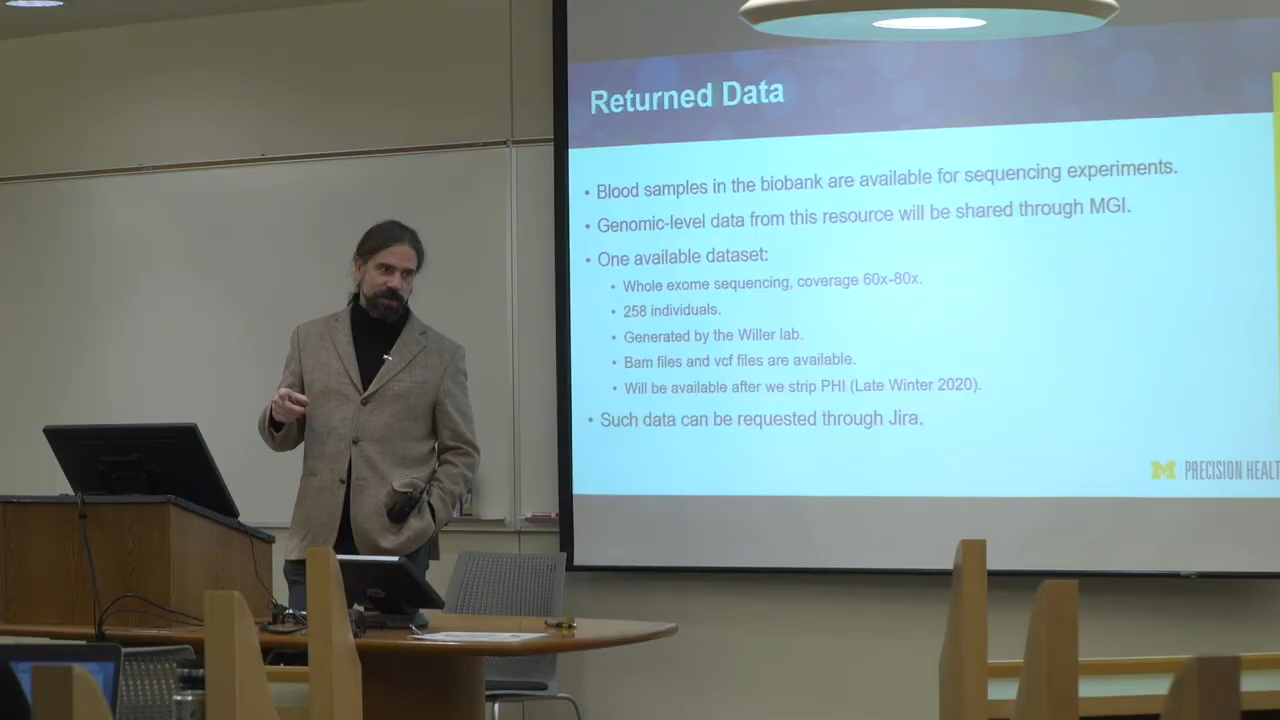 Returned Data
• Blood samples in the biobank are available for sequencing experiments.
• Genomic-level data from this resource will be shared through MGI.
• One available dataset:
• Whole exome sequencing, coverage 60x-80x.
• 258 individuals.
• Generated by the Willer lab.
• Bam files and vcf files are available.
• Will be available after we strip PHI (Late Winter 2020).
• Such data can be requested through Jira.
M PRECISION HEALT